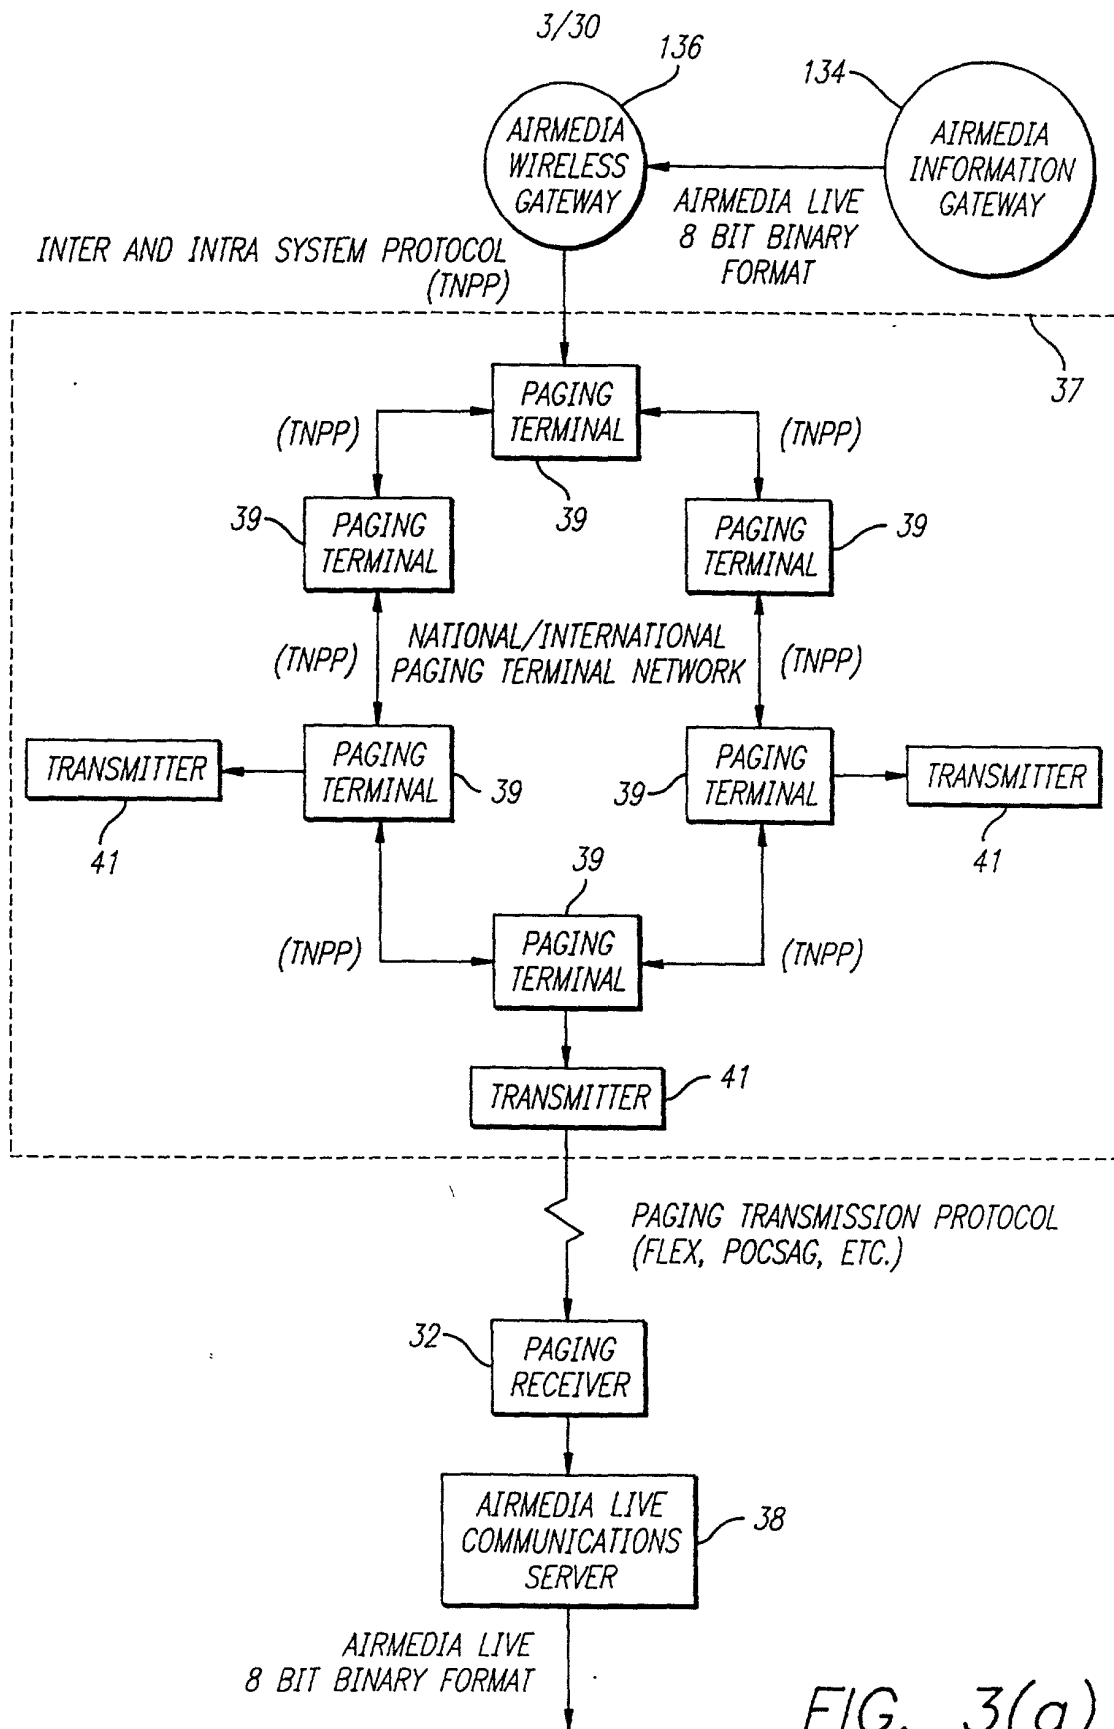 3/30
136
134
AIRMEDIA
WIRELESS
GATEWAY
AIRMEDIA
INFORMATION
GATEWAY
AIRMEDIA LIVE
8 BIT BINARY
FORMAT
INTER AND INTRA SYSTEM PROTOCOL
(TNPP)
37
PAGING
TERMINAL
39
(TNPP)
(TNPP)
39
PAGING
TERMINAL
PAGING
TERMINAL
39
NATIONAL/INTERNATIONAL
PAGING TERMINAL NETWORK
(TNPP)
(TNPP)
TRANSMITTER
41
PAGING
TERMINAL
39
39
PAGING
TERMINAL
TRANSMITTER
41
39
PAGING
TERMINAL
(TNPP)
(TNPP)
TRANSMITTER
41
PAGING TRANSMISSION PROTOCOL
(FLEX, POCSAG, ETC.)
32
PAGING
RECEIVER
AIRMEDIA LIVE
COMMUNICATIONS
SERVER
38
AIRMEDIA LIVE
8 BIT BINARY FORMAT
FIG. 3(a)